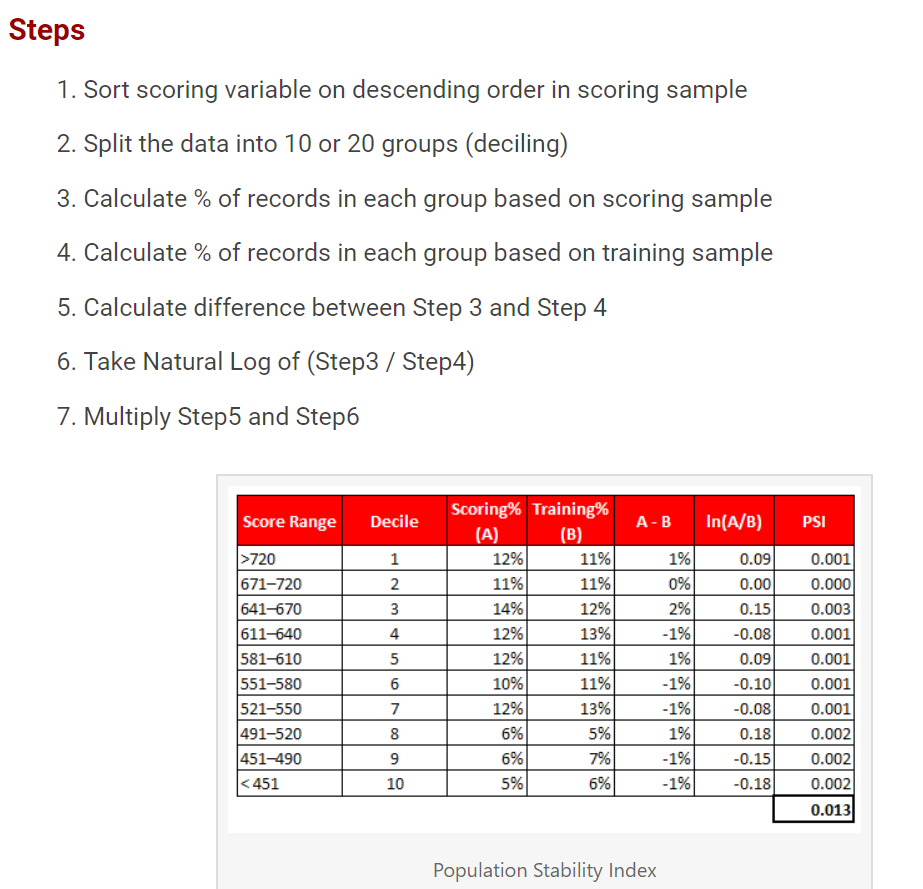 Steps
1. Sort scoring variable on descending order in scoring sample
2. Split the data into 10 or 20 groups (deciling)
3. Calculate % of records in each group based on scoring sample
4. Calculate % of records in each group based on training sample
5. Calculate difference between Step 3 and Step 4
6. Take Natural Log of (Step3 / Step4)
7. Multiply Step5 and Step6
Score Range Decile Scoring% (A) Training% (B) A - B ln(A/B) PSI
>720 1 12% 11% 1% 0.09 0.001
671–720 2 11% 11% 0% 0.00 0.000
641–670 3 14% 12% 2% 0.15 0.003
611–640 4 12% 13% -1% -0.08 0.001
581–610 5 12% 11% 1% 0.09 0.001
551–580 6 10% 11% -1% -0.10 0.001
521–550 7 12% 13% -1% -0.08 0.001
491–520 8 6% 5% 1% 0.18 0.002
451–490 9 6% 7% -1% -0.15 0.002
< 451 10 5% 6% -1% -0.18 0.002
0.013
Population Stability Index